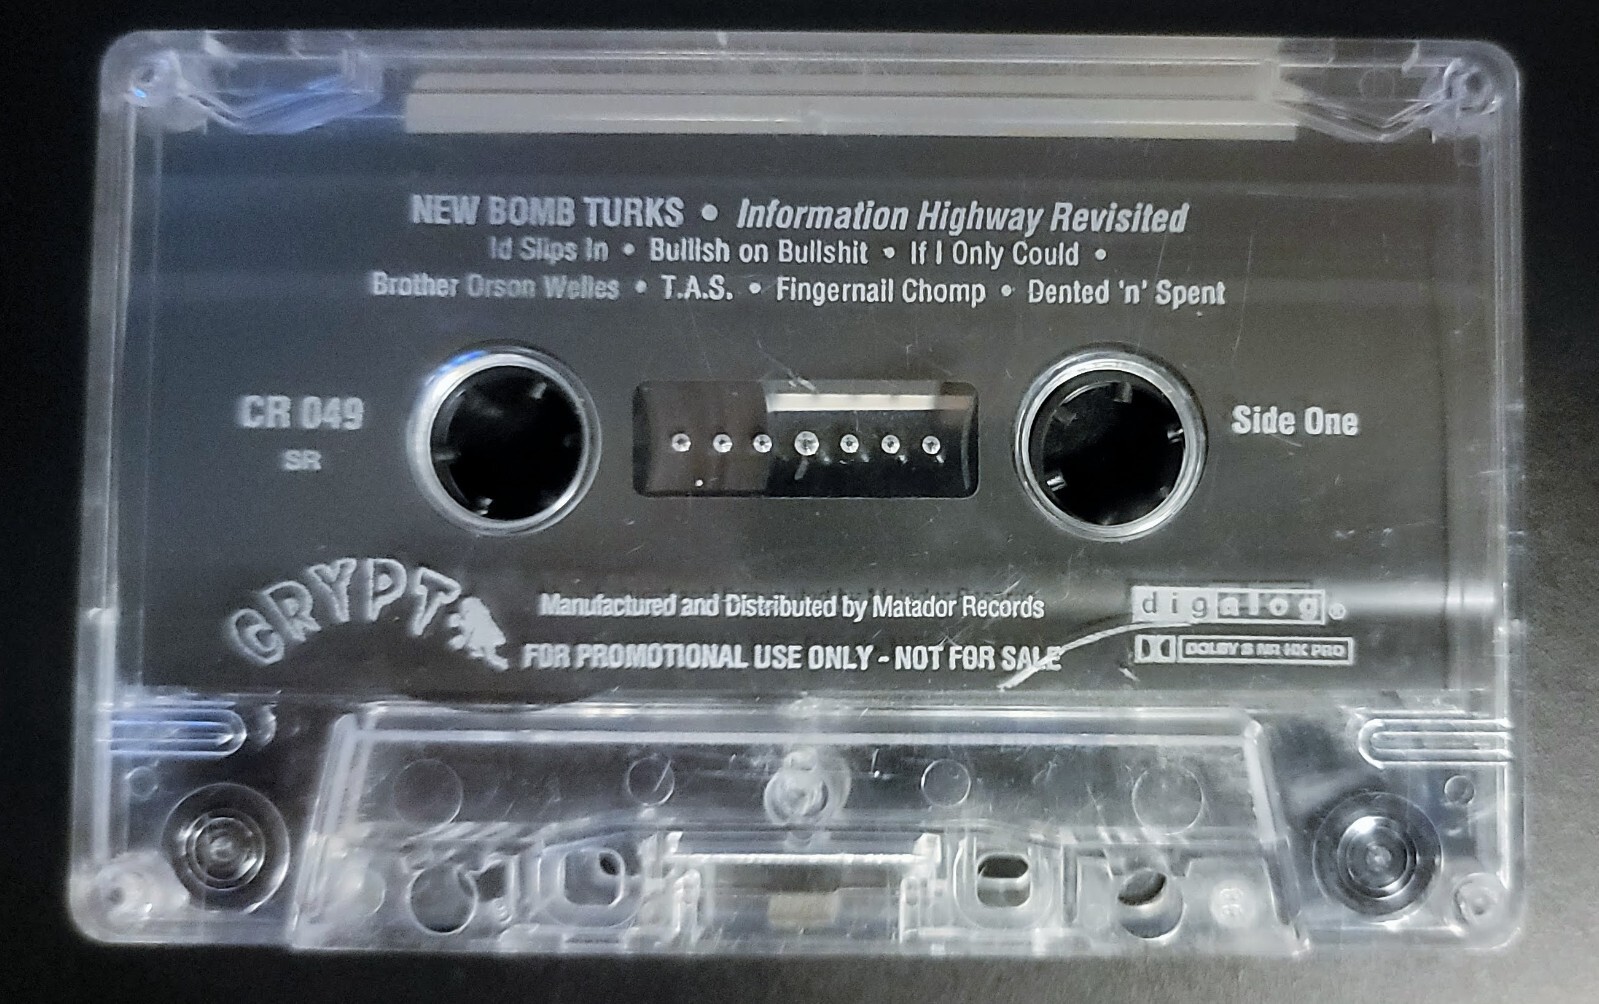 NEW BOMB TURKS • Information Highway Revisited
Id Slips In • Bullish on Bullshit • If I Only Could •
Brother Orson Welles • T.A.S. • Fingernail Chomp • Dented 'n' Spent
CR 049
SR
Side One
CRYPT
Manufactured and Distributed by Matador Records
FOR PROMOTIONAL USE ONLY - NOT FOR SALE
digalog®
DOLBY B NR HX PRO